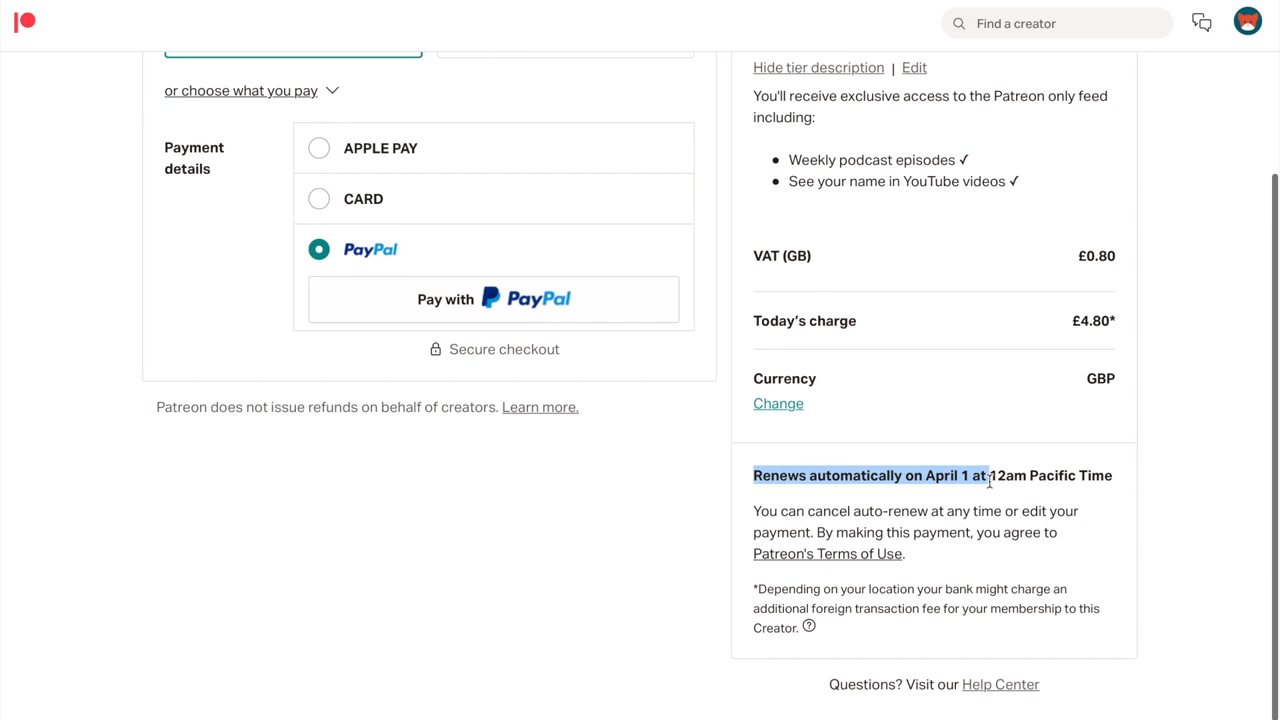 Find a creator
or choose what you pay
Payment
details
APPLE PAY
CARD
PayPal
Pay with PayPal
Secure checkout
Patreon does not issue refunds on behalf of creators. Learn more.
Hide tier description | Edit
You'll receive exclusive access to the Patreon only feed
including:
• Weekly podcast episodes ✓
• See your name in YouTube videos ✓
VAT (GB) £0.80
Today's charge £4.80*
Currency GBP
Change
Renews automatically on April 1 at 12am Pacific Time
You can cancel auto-renew at any time or edit your
payment. By making this payment, you agree to
Patreon's Terms of Use.
*Depending on your location your bank might charge an
additional foreign transaction fee for your membership to this
Creator. ?
Questions? Visit our Help Center